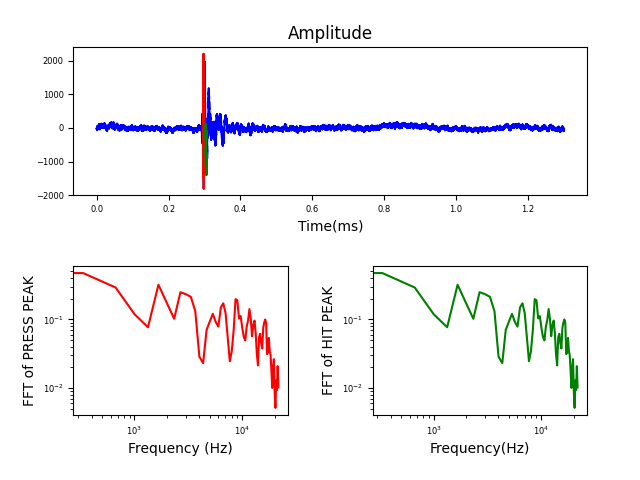 Amplitude
2000
1000
0
−1000
−2000
0.0 0.2 0.4 0.6 0.8 1.0 1.2
Time(ms)
FFT of PRESS PEAK
10⁻¹
10⁻²
10³ 10⁴
Frequency (Hz)
FFT of HIT PEAK
10⁻¹
10⁻²
10³ 10⁴
Frequency(Hz)